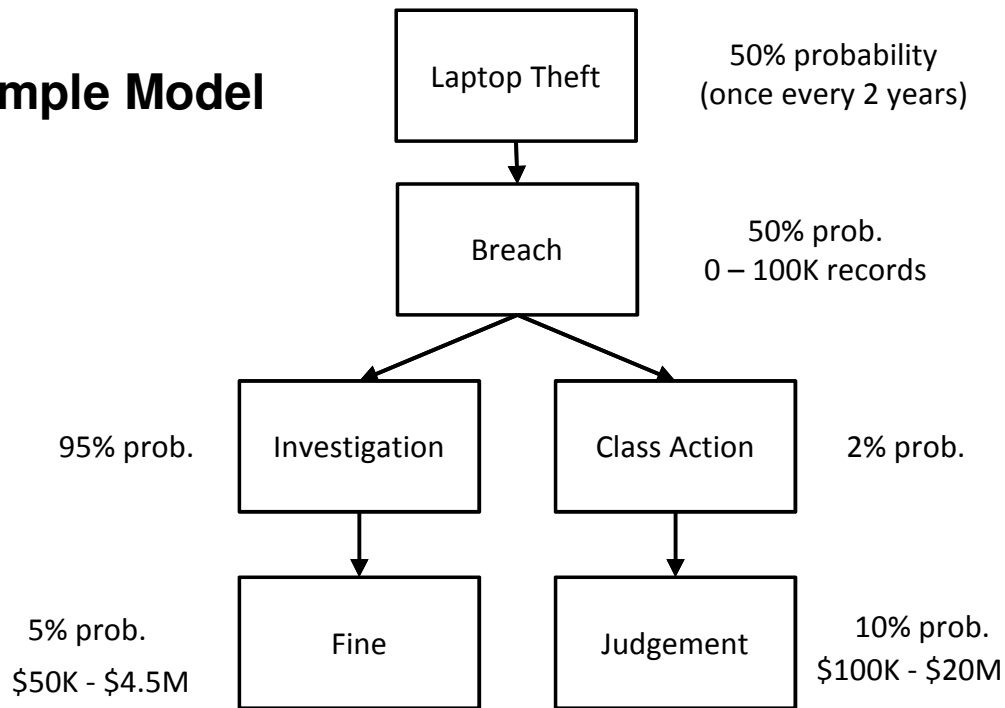 mple Model
Laptop Theft
50% probability
(once every 2 years)
Breach
50% prob.
0 – 100K records
95% prob.
Investigation
Class Action
2% prob.
5% prob.
$50K - $4.5M
Fine
Judgement
10% prob.
$100K - $20M